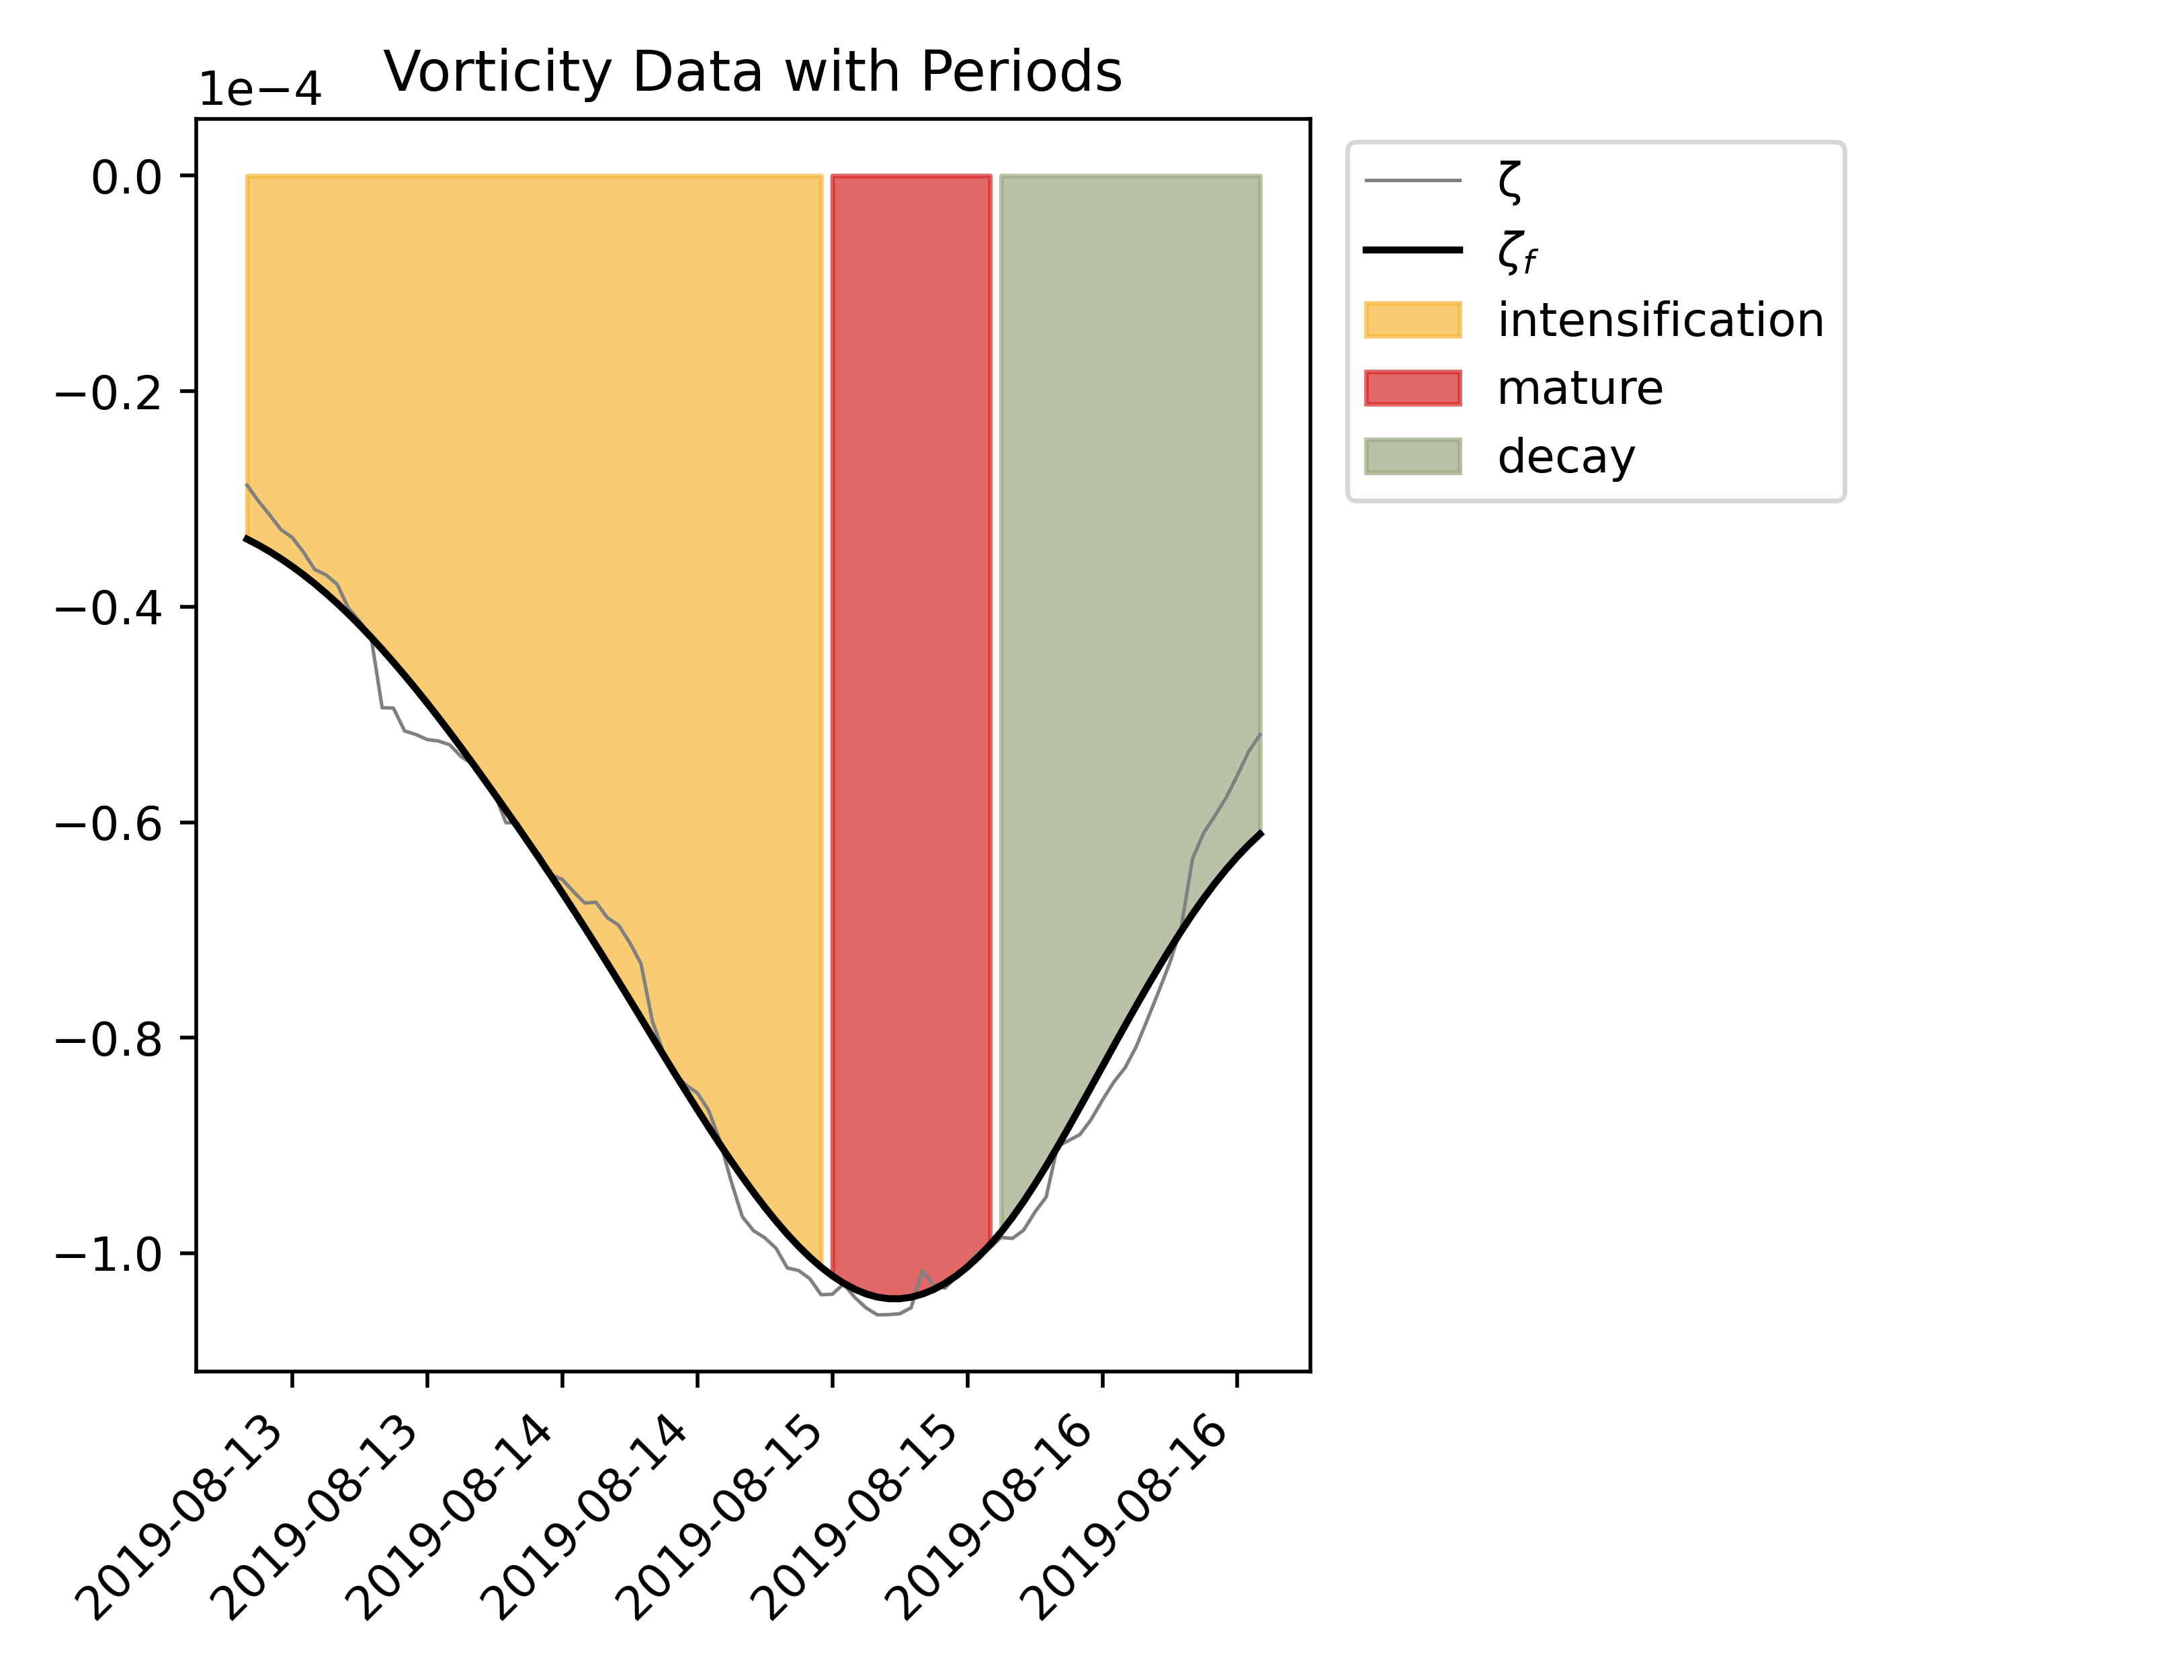 Vorticity Data with Periods
1e−4
0.0
−0.2
−0.4
−0.6
−0.8
−1.0
2019-08-13
2019-08-13
2019-08-14
2019-08-14
2019-08-15
2019-08-15
2019-08-16
2019-08-16
ζ
ζf
intensification
mature
decay